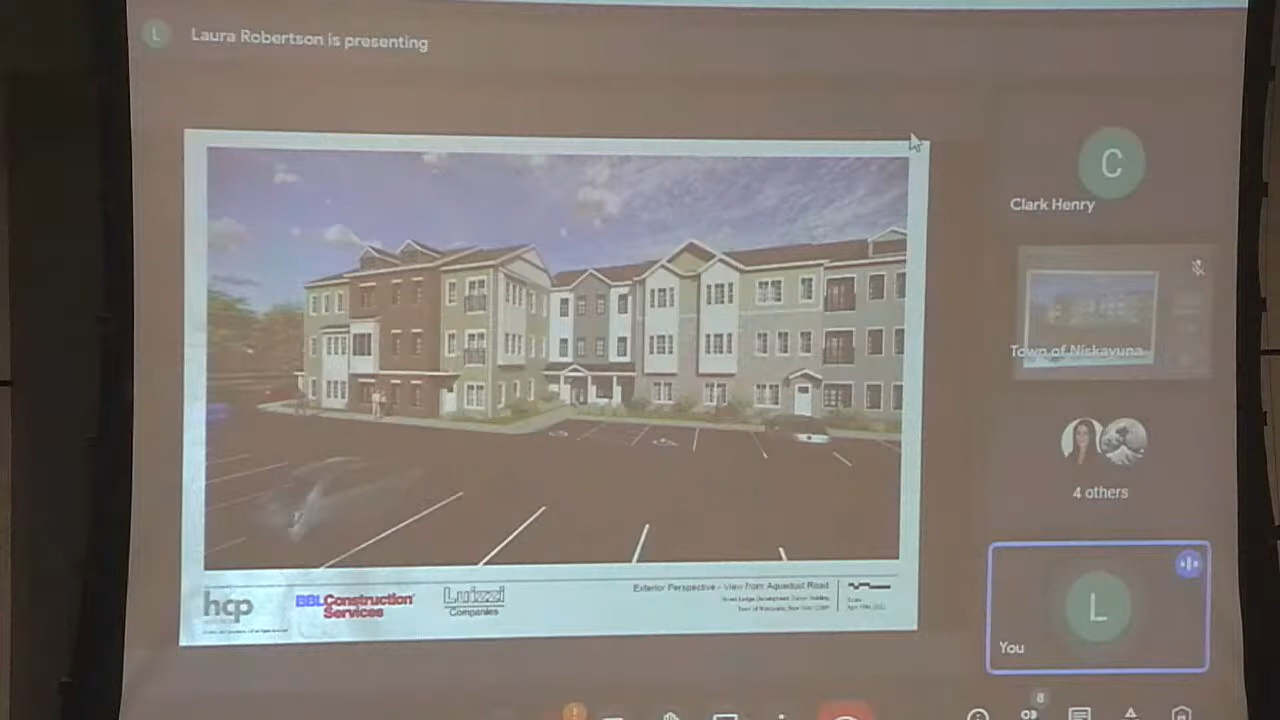 L
Laura Robertson is presenting
C
Clark Henry
Town of Niskayuna
4 others
L
You
hcp
BBL Construction Services
Luizzi Companies
Exterior Perspective - View from Aqueduct Road
8